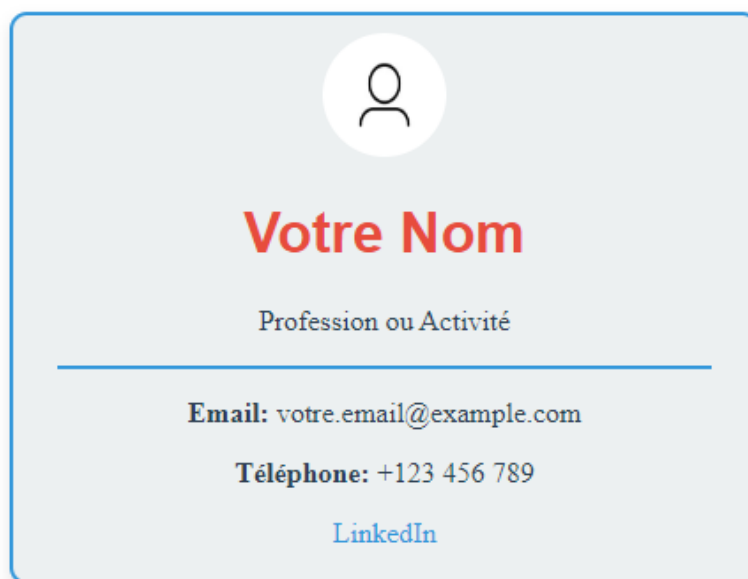 Votre Nom
Profession ou Activité
Email: votre.email@example.com
Téléphone: +123 456 789
LinkedIn